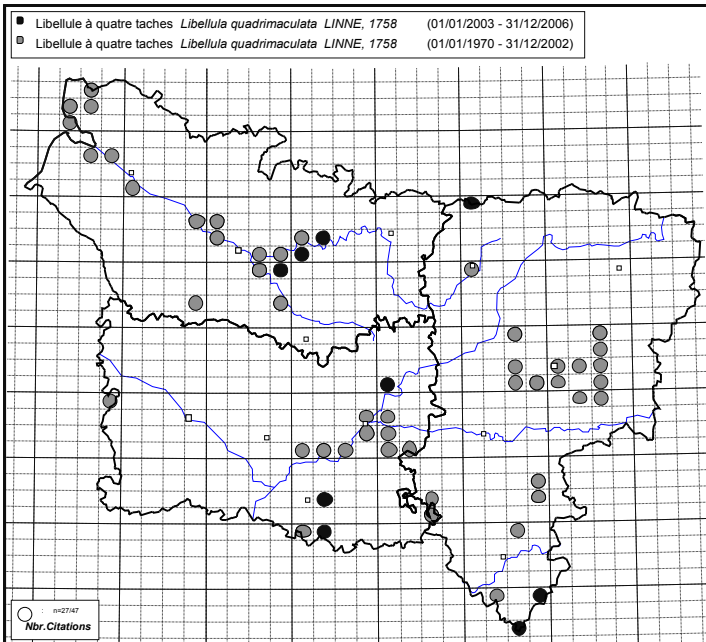 Libellule à quatre taches Libellula quadrimaculata LINNE, 1758 (01/01/2003 - 31/12/2006)
Libellule à quatre taches Libellula quadrimaculata LINNE, 1758 (01/01/1970 - 31/12/2002)
: n=27/47
Nbr.Citations